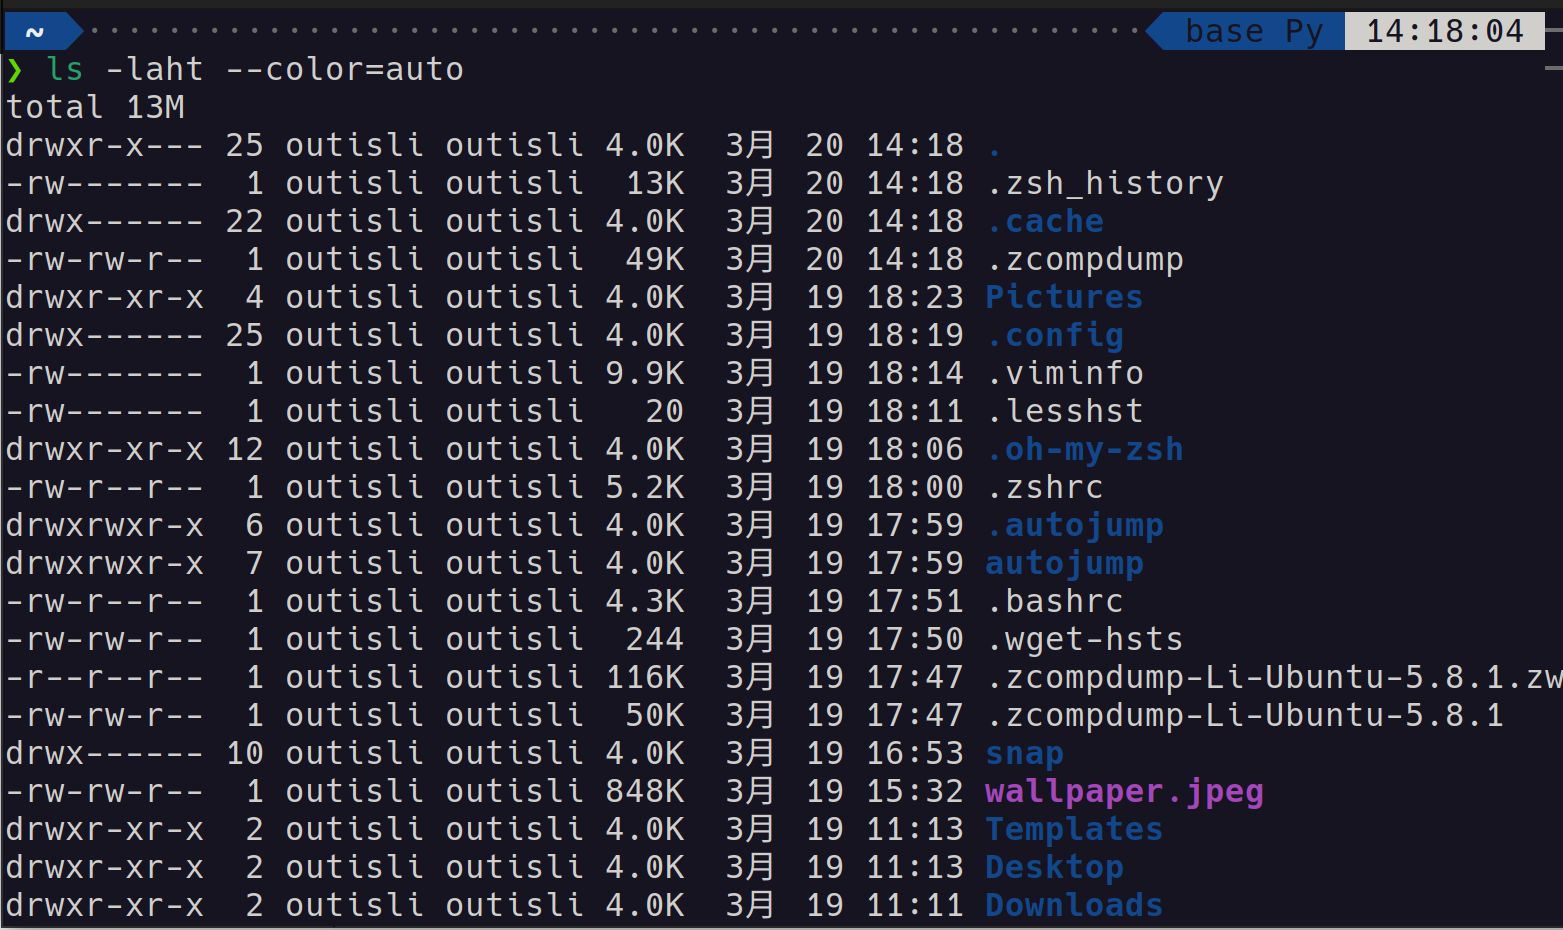 ~ base Py 14:18:04
❯ ls -laht --color=auto
total 13M
drwxr-x--- 25 outisli outisli 4.0K  3月 20 14:18 .
-rw-------  1 outisli outisli  13K  3月 20 14:18 .zsh_history
drwx------ 22 outisli outisli 4.0K  3月 20 14:18 .cache
-rw-rw-r--  1 outisli outisli  49K  3月 20 14:18 .zcompdump
drwxr-xr-x  4 outisli outisli 4.0K  3月 19 18:23 Pictures
drwx------ 25 outisli outisli 4.0K  3月 19 18:19 .config
-rw-------  1 outisli outisli 9.9K  3月 19 18:14 .viminfo
-rw-------  1 outisli outisli   20  3月 19 18:11 .lesshst
drwxr-xr-x 12 outisli outisli 4.0K  3月 19 18:06 .oh-my-zsh
-rw-r--r--  1 outisli outisli 5.2K  3月 19 18:00 .zshrc
drwxrwxr-x  6 outisli outisli 4.0K  3月 19 17:59 .autojump
drwxrwxr-x  7 outisli outisli 4.0K  3月 19 17:59 autojump
-rw-r--r--  1 outisli outisli 4.3K  3月 19 17:51 .bashrc
-rw-rw-r--  1 outisli outisli  244  3月 19 17:50 .wget-hsts
-r--r--r--  1 outisli outisli 116K  3月 19 17:47 .zcompdump-Li-Ubuntu-5.8.1.zw
-rw-rw-r--  1 outisli outisli  50K  3月 19 17:47 .zcompdump-Li-Ubuntu-5.8.1
drwx------ 10 outisli outisli 4.0K  3月 19 16:53 snap
-rw-rw-r--  1 outisli outisli 848K  3月 19 15:32 wallpaper.jpeg
drwxr-xr-x  2 outisli outisli 4.0K  3月 19 11:13 Templates
drwxr-xr-x  2 outisli outisli 4.0K  3月 19 11:13 Desktop
drwxr-xr-x  2 outisli outisli 4.0K  3月 19 11:11 Downloads